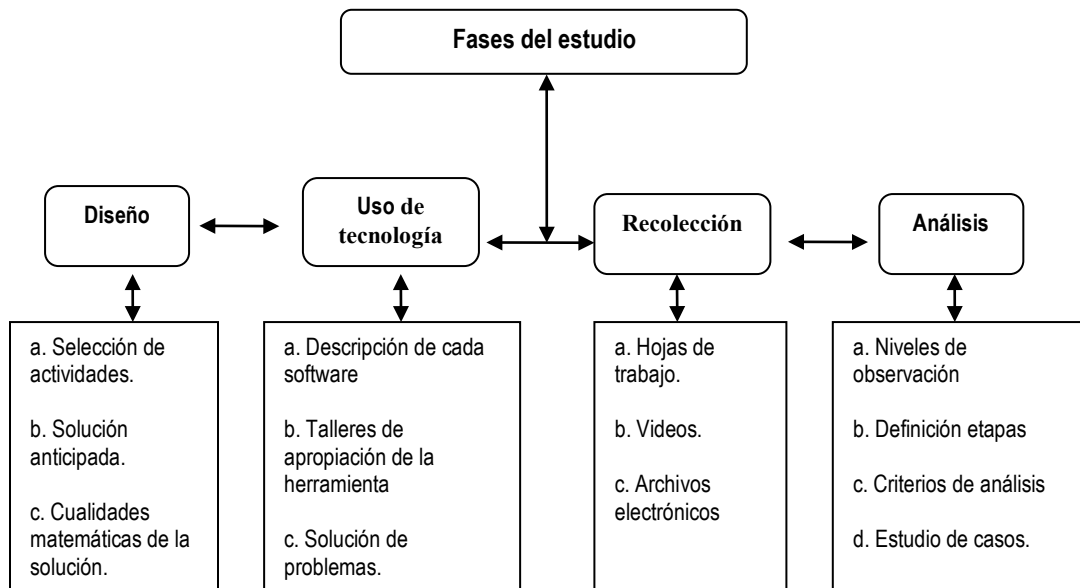 Fases del estudio
Diseño
Uso de
tecnología
Recolección
Análisis
a. Selección de
actividades.
b. Solución
anticipada.
c. Cualidades
matemáticas de la
solución.
a. Descripción de cada
software
b. Talleres de
apropiación de la
herramienta
c. Solución de
problemas.
a. Hojas de
trabajo.
b. Videos.
c. Archivos
electrónicos
a. Niveles de
observación
b. Definición etapas
c. Criterios de análisis
d. Estudio de casos.